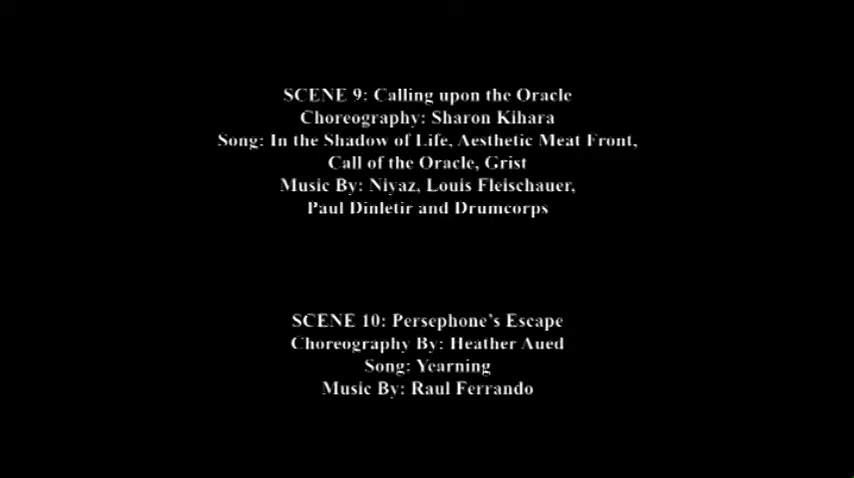 SCENE 9: Calling upon the Oracle
Choreography: Sharon Kihara
Song: In the Shadow of Life, Aesthetic Meat Front,
Call of the Oracle, Grist
Music By: Niyaz, Louis Fleischauer,
Paul Dinletir and Drumcorps
SCENE 10: Persephone's Escape
Choreography By: Heather Aued
Song: Yearning
Music By: Raul Ferrando